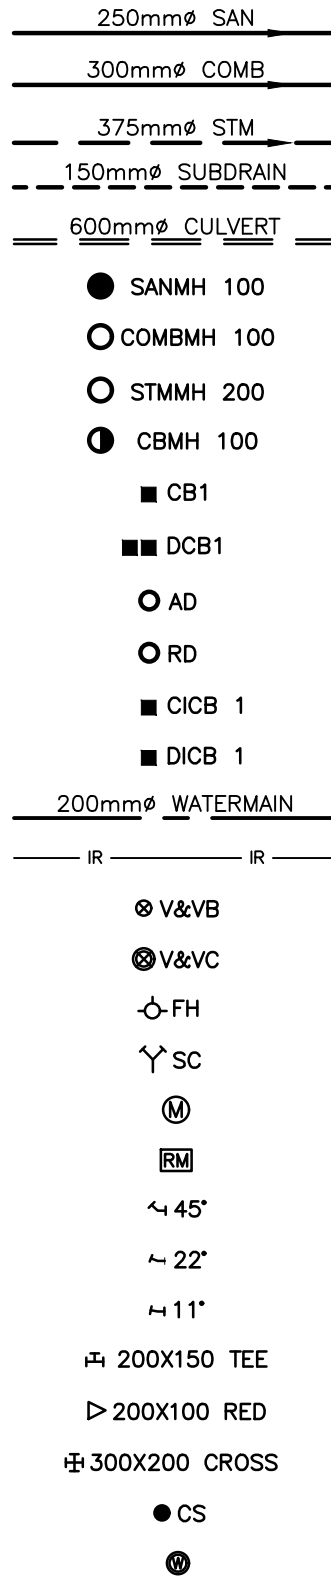 250mmø SAN
300mmø COMB
375mmø STM
150mmø SUBDRAIN
600mmø CULVERT
SANMH 100
COMBMH 100
STMMH 200
CBMH 100
CB1
DCB1
AD
RD
CICB 1
DICB 1
200mmø WATERMAIN
IR IR
V&VB
V&VC
FH
SC
M
RM
45°
22°
11°
200X150 TEE
200X100 RED
300X200 CROSS
CS
W